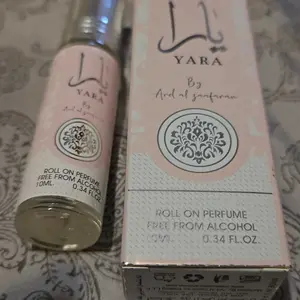 يارا
YARA
By
Ard al zaafaran
ROLL ON PERFUME
FREE FROM ALCOHOL
10ML. 0.34 FL.OZ.
يارا
YARA
By
Ard al zaafaran
ROLL ON PERFUME
FREE FROM ALCOHOL
10ML. 0.34 FL.OZ.